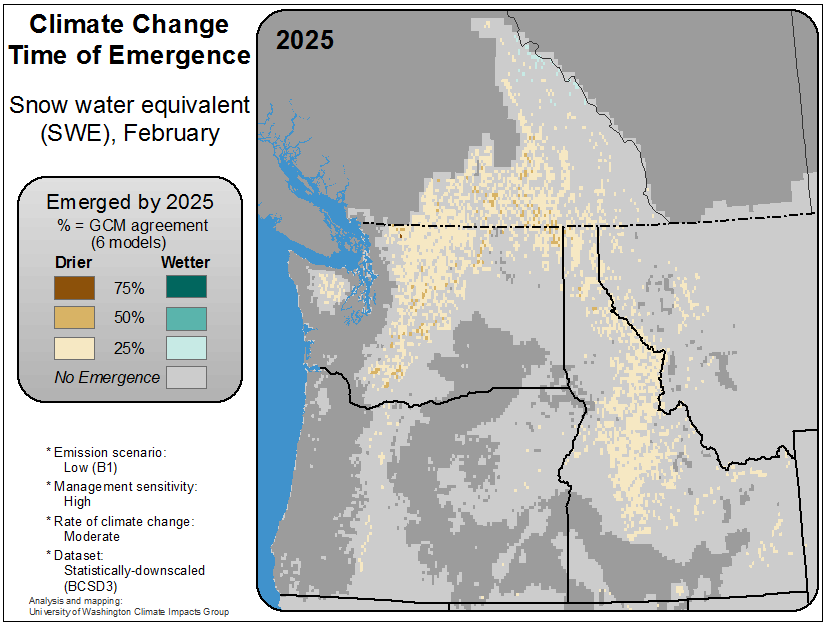 Climate Change
Time of Emergence
Snow water equivalent
(SWE), February
Emerged by 2025
% = GCM agreement
(6 models)
Drier Wetter
75%
50%
25%
No Emergence
* Emission scenario:
Low (B1)
* Management sensitivity:
High
* Rate of climate change:
Moderate
* Dataset:
Statistically-downscaled
(BCSD3)
Analysis and mapping:
University of Washington Climate Impacts Group
2025